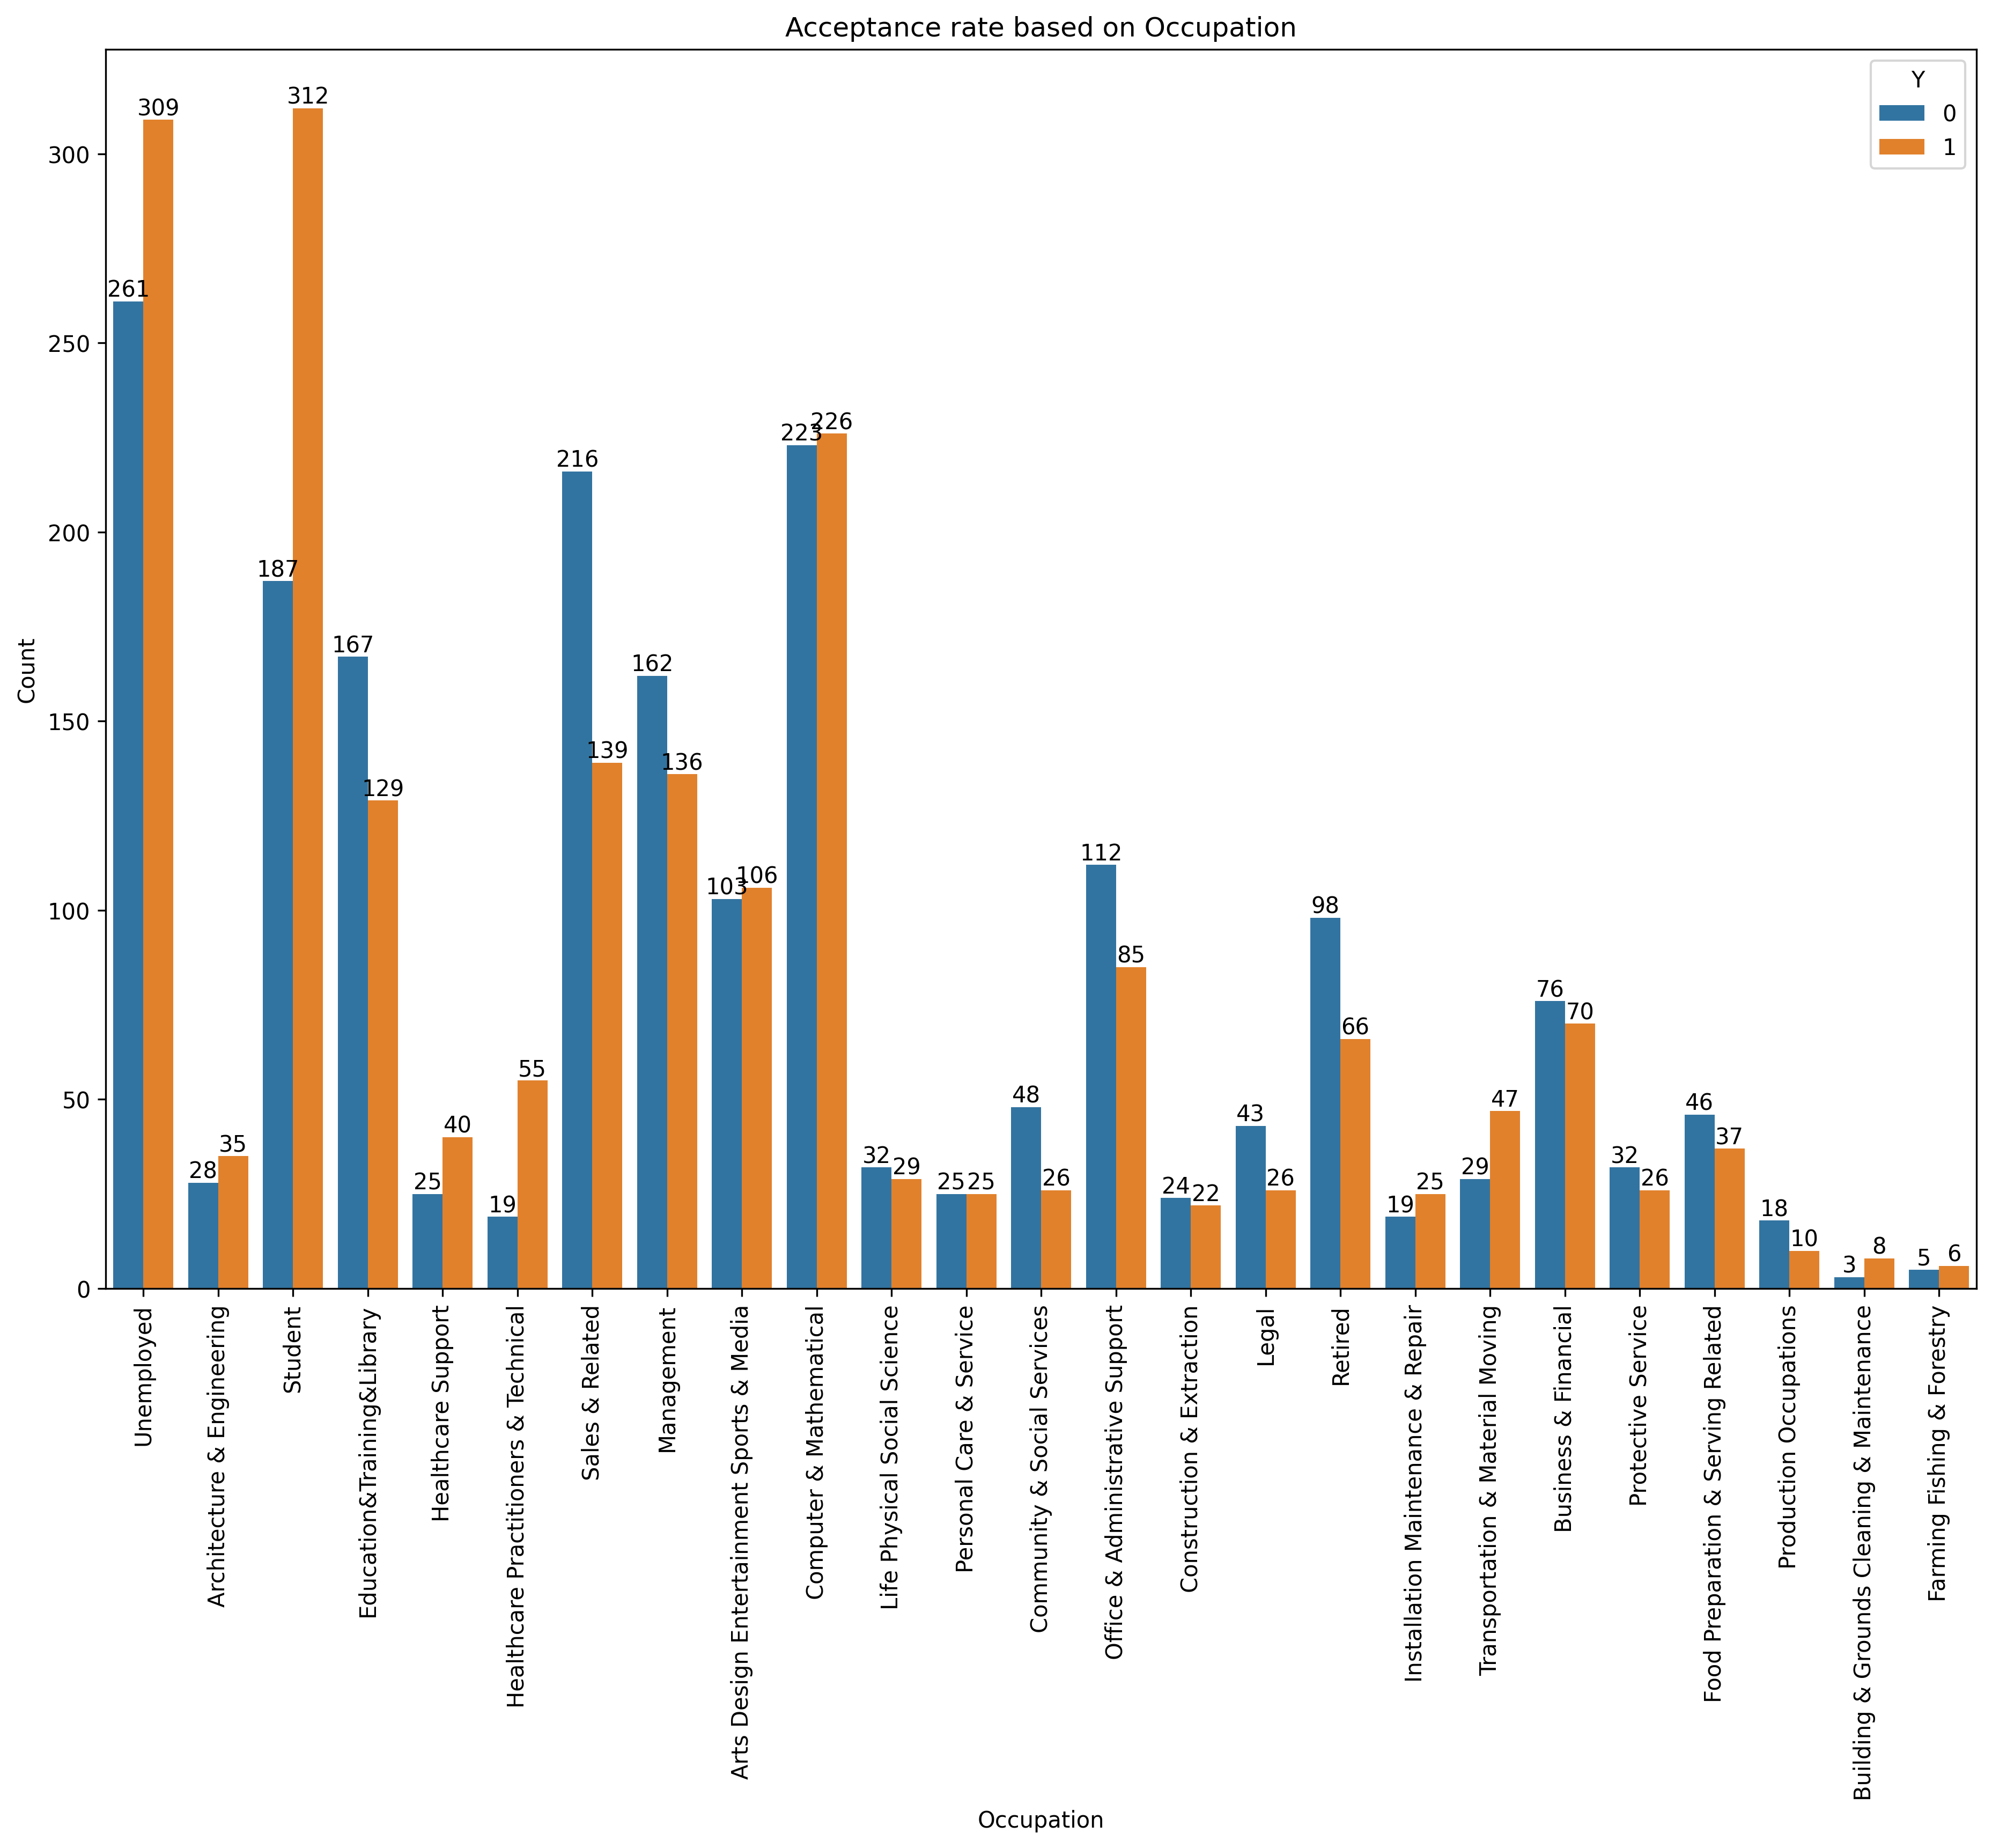 Acceptance rate based on Occupation
Y
0
1
Count
300
250
200
150
100
50
0
261
309
28
35
187
312
167
129
25
40
19
55
216
139
162
136
103
106
223
226
32
29
25
25
48
26
112
85
24
22
43
26
98
66
19
25
29
47
76
70
32
26
46
37
18
10
3
8
5
6
Unemployed
Architecture & Engineering
Student
Education&Training&Library
Healthcare Support
Healthcare Practitioners & Technical
Sales & Related
Management
Arts Design Entertainment Sports & Media
Computer & Mathematical
Life Physical Social Science
Personal Care & Service
Community & Social Services
Office & Administrative Support
Construction & Extraction
Legal
Retired
Installation Maintenance & Repair
Transportation & Material Moving
Business & Financial
Protective Service
Food Preparation & Serving Related
Production Occupations
Building & Grounds Cleaning & Maintenance
Farming Fishing & Forestry
Occupation